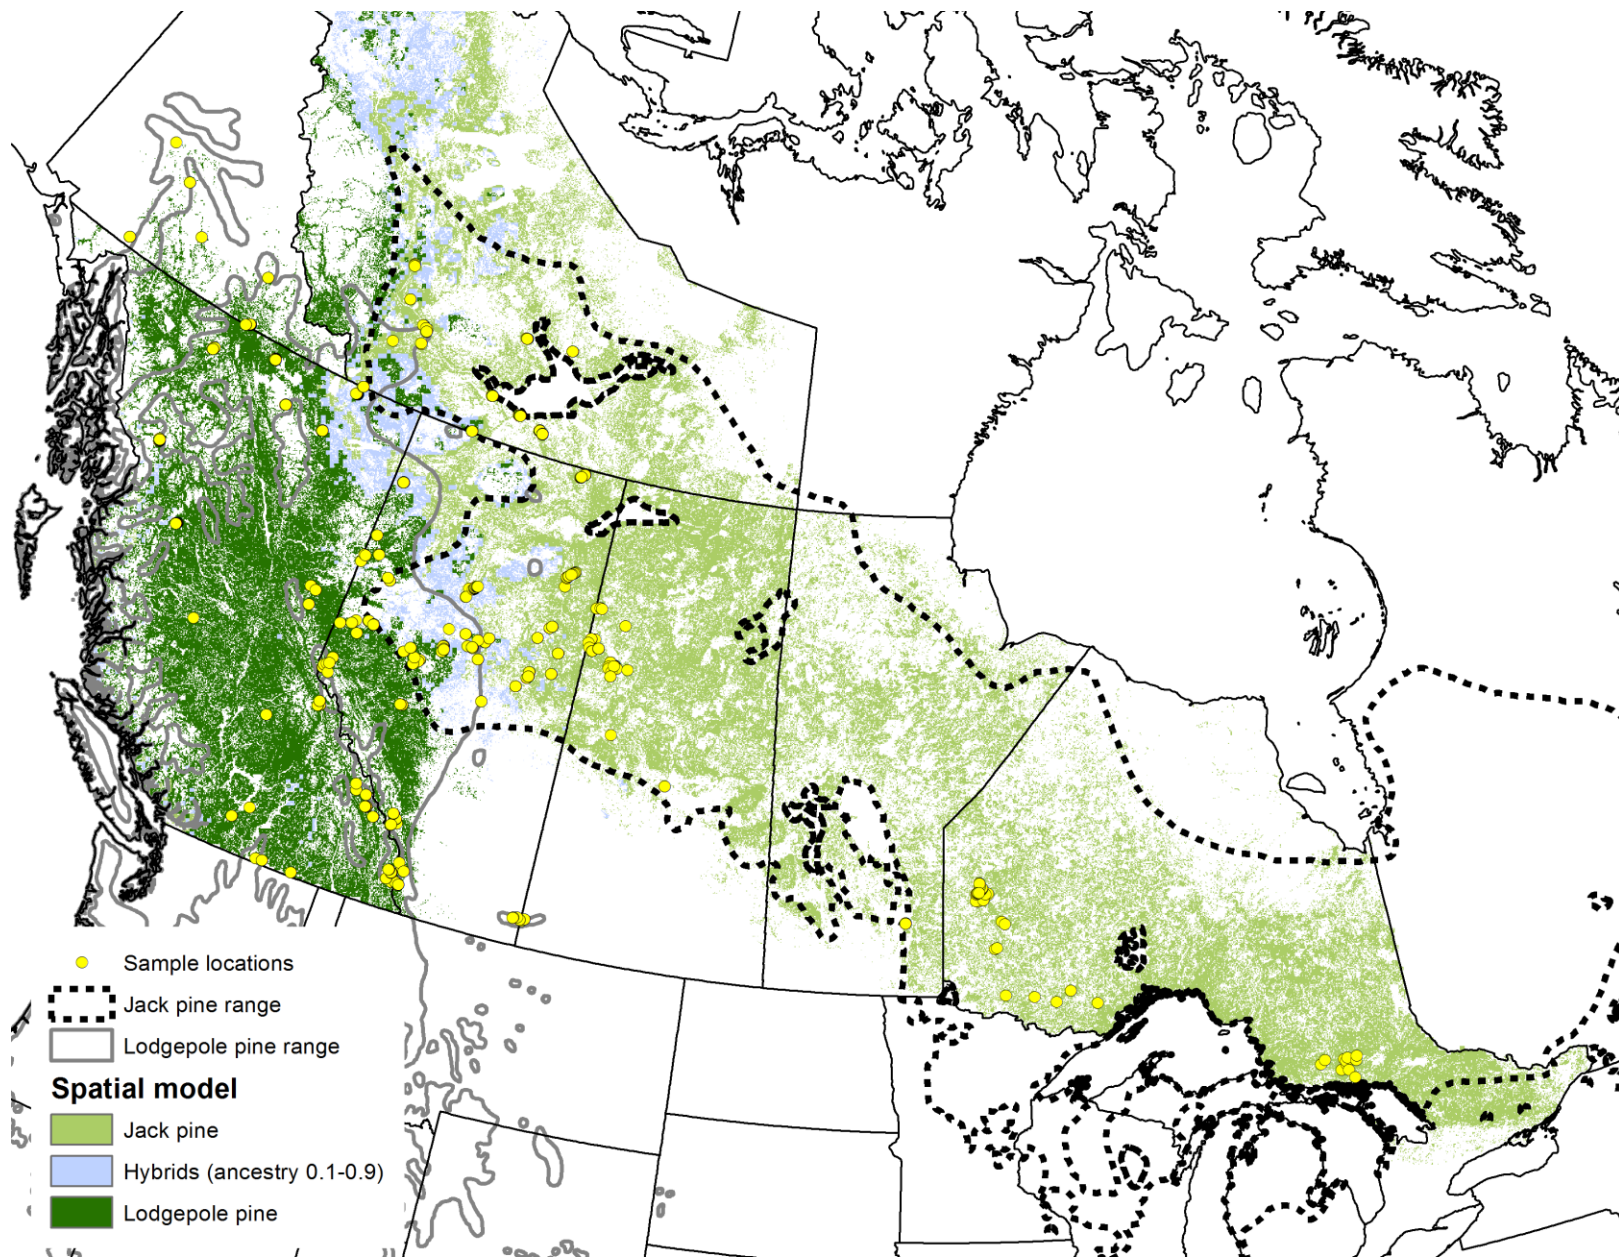 Sample locations
Jack pine range
Lodgepole pine range
Spatial model
Jack pine
Hybrids (ancestry 0.1-0.9)
Lodgepole pine